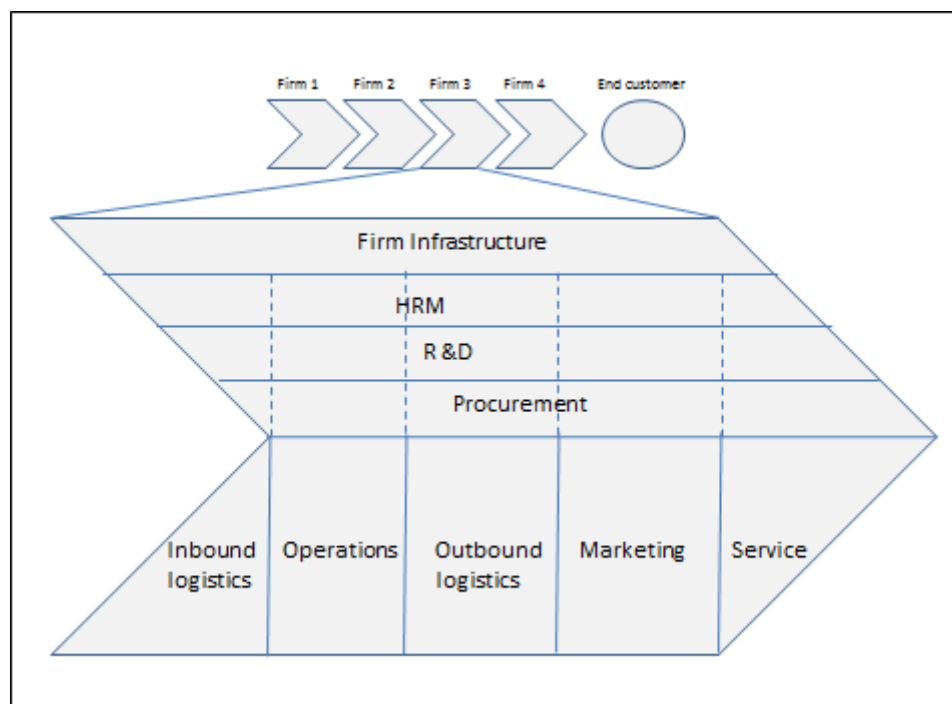 Firm 1 Firm 2 Firm 3 Firm 4 End customer
Firm Infrastructure
HRM
R &D
Procurement
Inbound Operations Outbound Marketing Service
logistics logistics